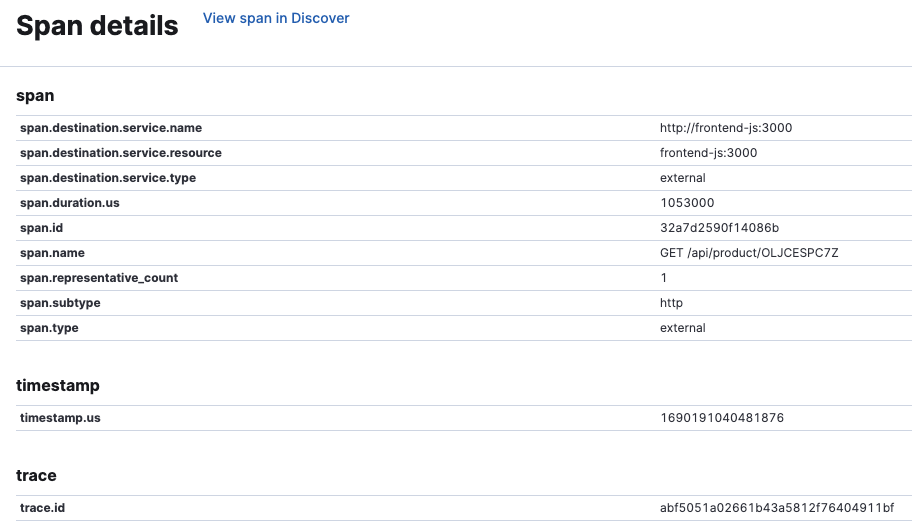 Span details View span in Discover
span
span.destination.service.name http://frontend-js:3000
span.destination.service.resource frontend-js:3000
span.destination.service.type external
span.duration.us 1053000
span.id 32a7d2590f14086b
span.name GET /api/product/OLJCESPC7Z
span.representative_count 1
span.subtype http
span.type external
timestamp
timestamp.us 1690191040481876
trace
trace.id abf5051a02661b43a5812f76404911bf